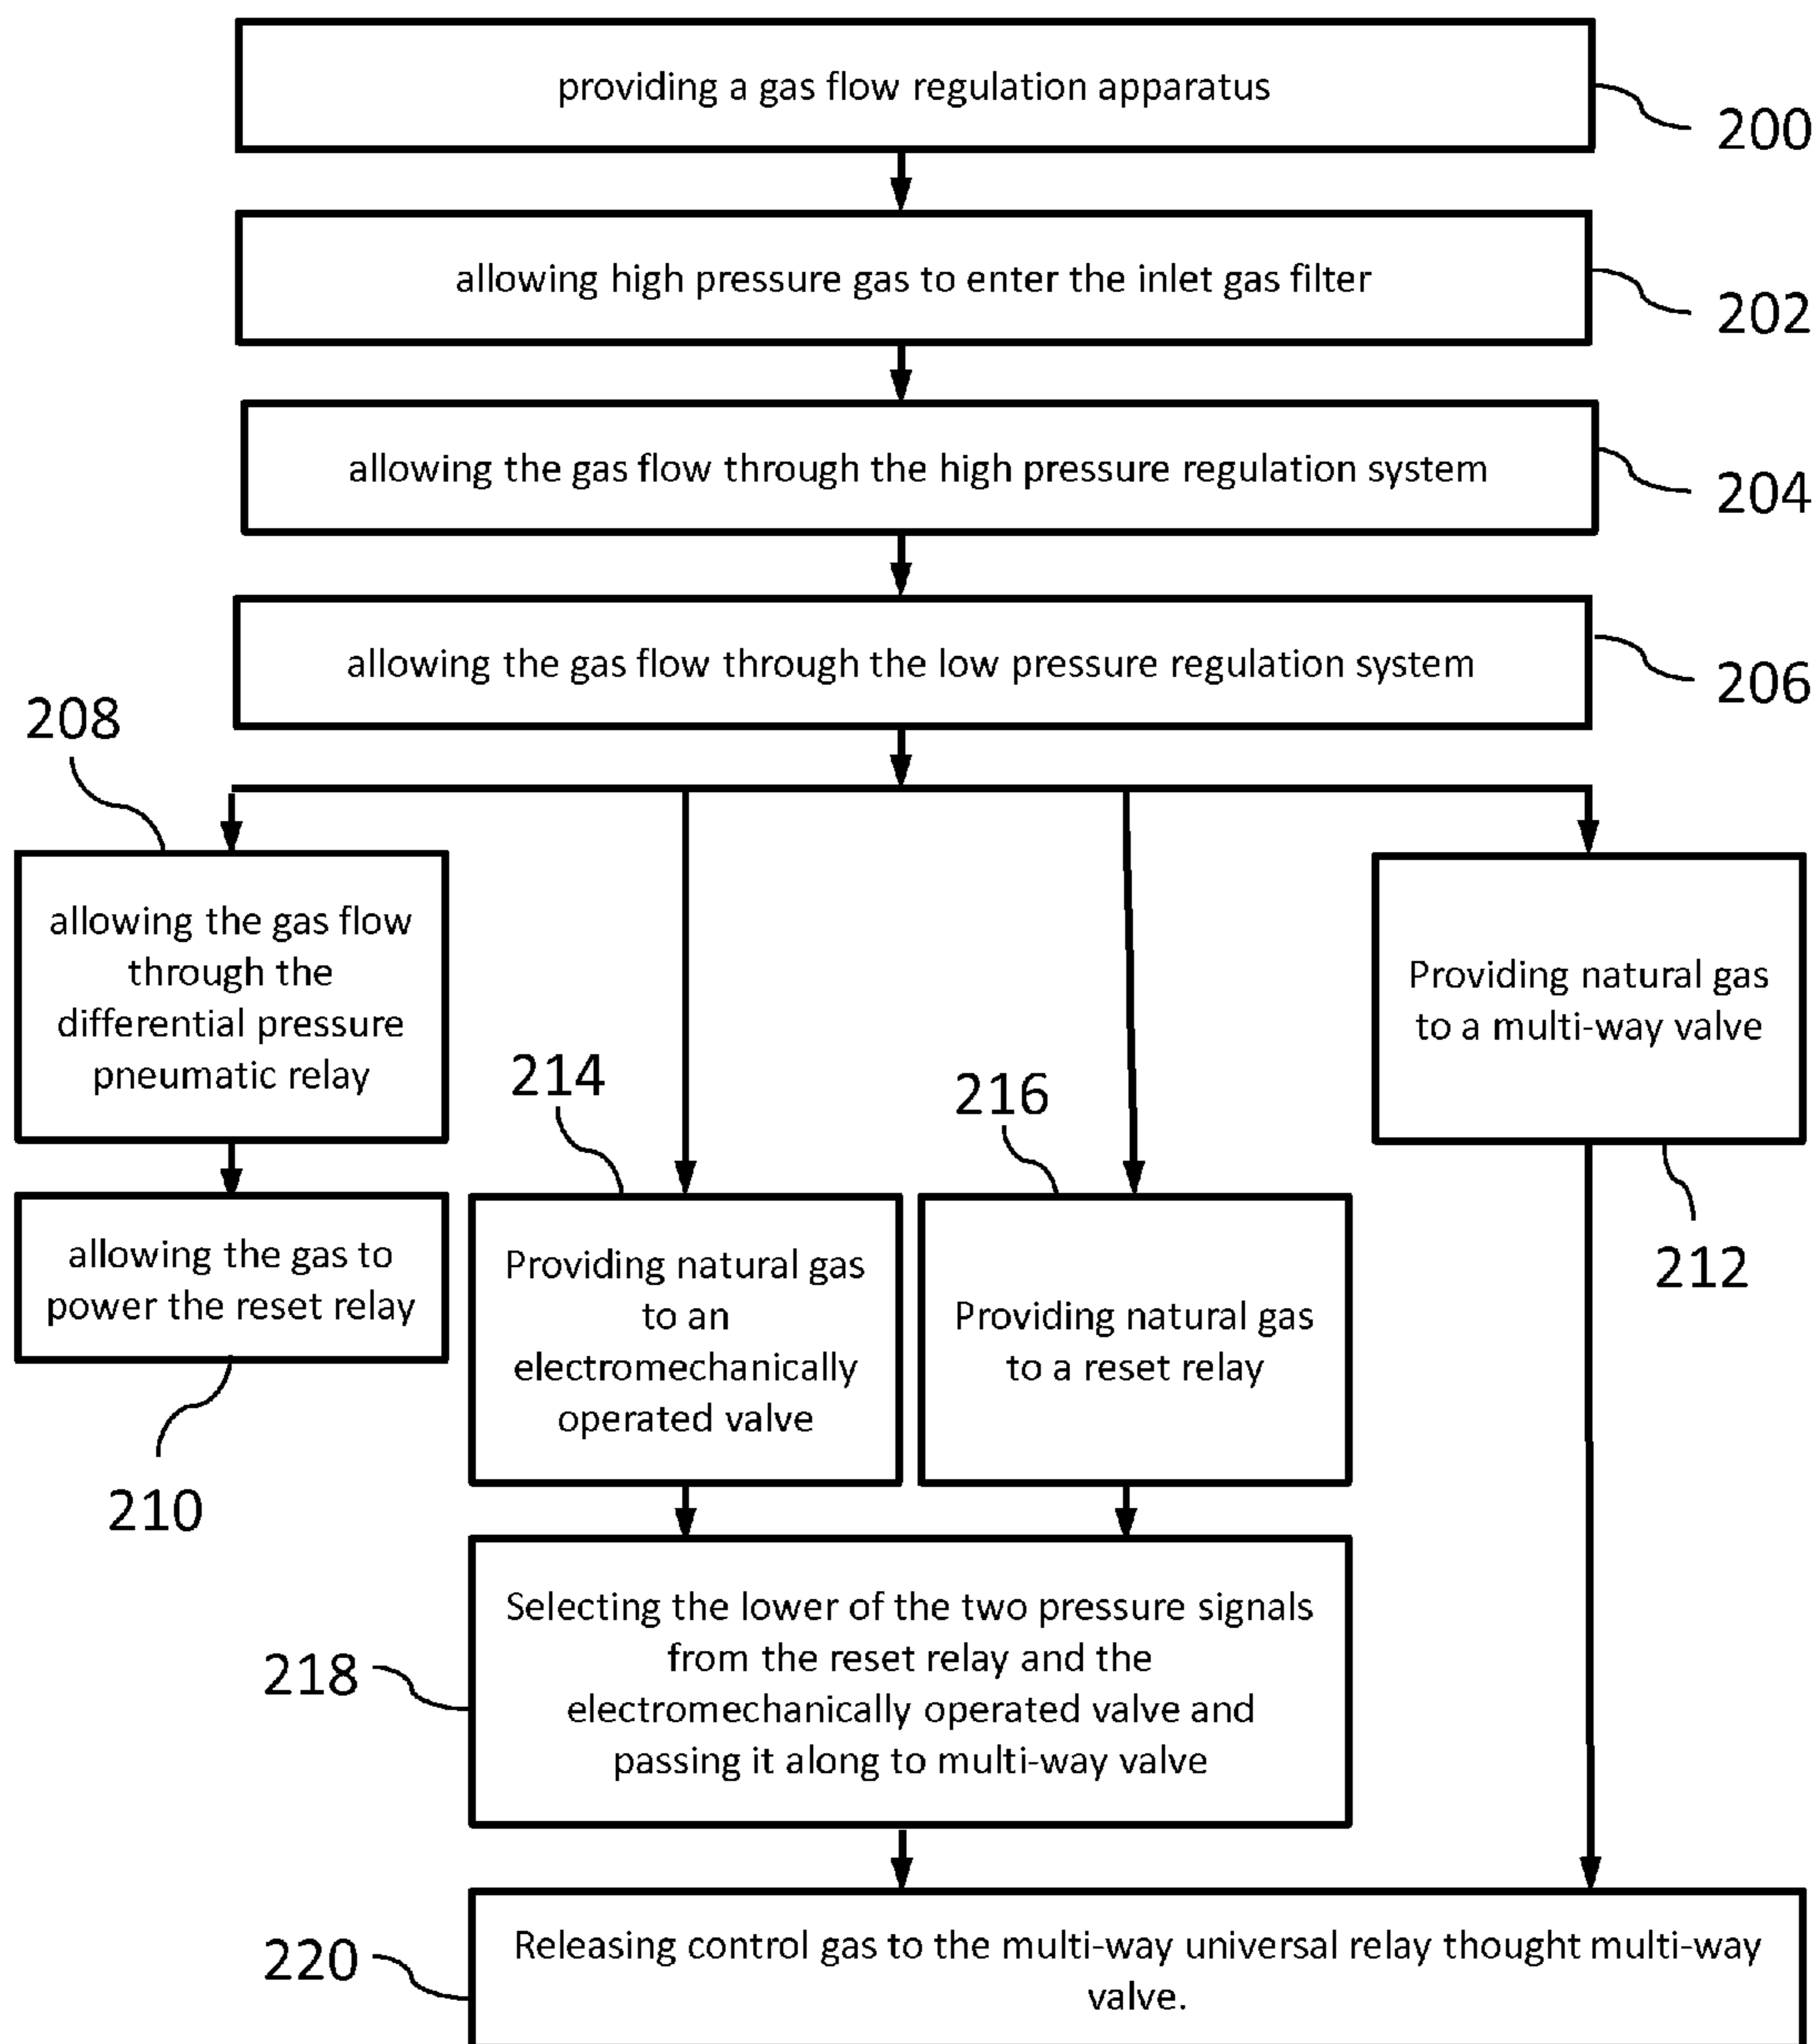 providing a gas flow regulation apparatus
200
allowing high pressure gas to enter the inlet gas filter
202
allowing the gas flow through the high pressure regulation system
204
allowing the gas flow through the low pressure regulation system
206
208
allowing the gas flow
through the
differential pressure
pneumatic relay
Providing natural gas
to a multi-way valve
212
214
216
allowing the gas to
power the reset relay
210
Providing natural gas
to an
electromechanically
operated valve
Providing natural gas
to a reset relay
Selecting the lower of the two pressure signals
from the reset relay and the
electromechanically operated valve and
passing it along to multi-way valve
218
Releasing control gas to the multi-way universal relay thought multi-way
valve.
220